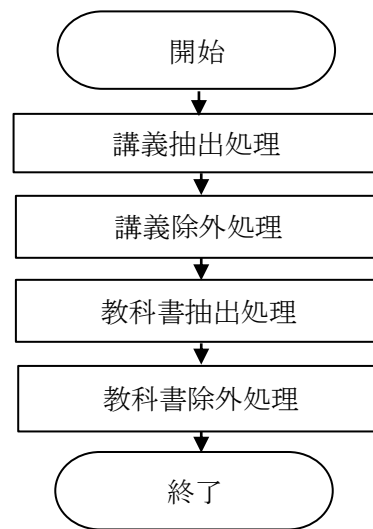 開始
講義抽出処理
講義除外処理
教科書抽出処理
教科書除外処理
終了